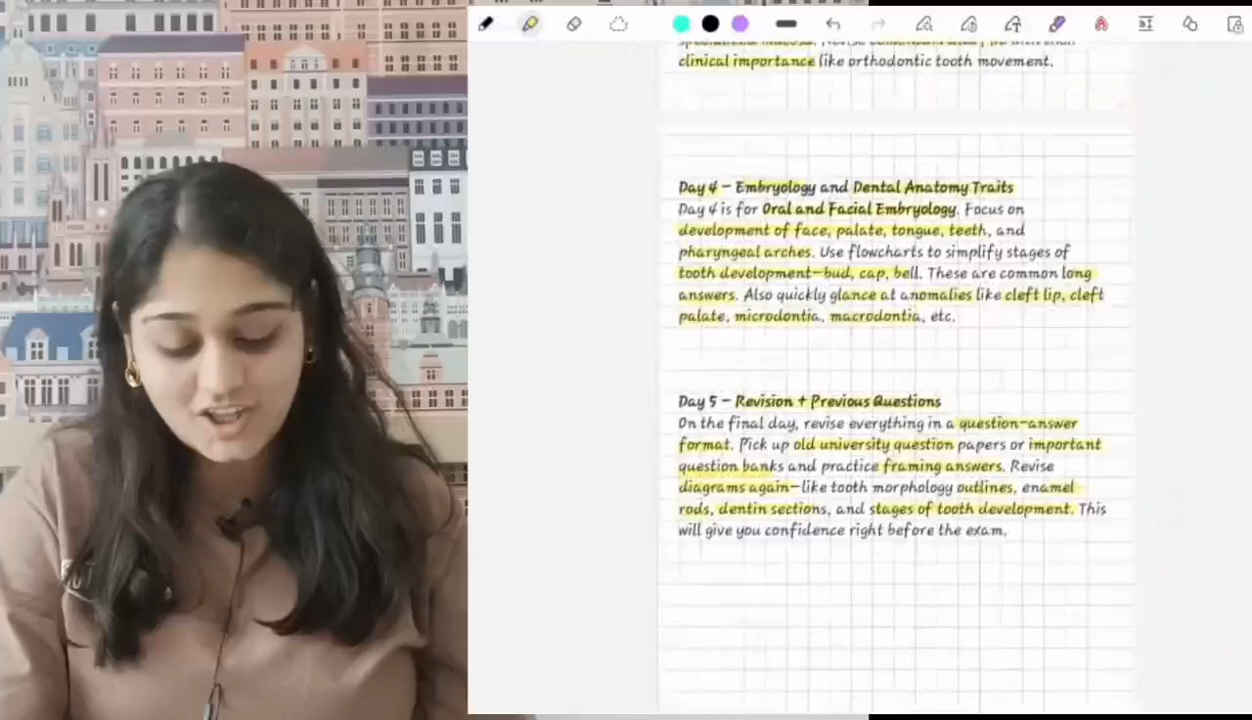 clinical importance like orthodontic tooth movement.
Day 4 – Embryology and Dental Anatomy Traits
Day 4 is for Oral and Facial Embryology. Focus on
development of face, palate, tongue, teeth, and
pharyngeal arches. Use flowcharts to simplify stages of
tooth development—bud, cap, bell. These are common long
answers. Also quickly glance at anomalies like cleft lip, cleft
palate, microdontia, macrodontia, etc.
Day 5 – Revision + Previous Questions
On the final day, revise everything in a question-answer
format. Pick up old university question papers or important
question banks and practice framing answers. Revise
diagrams again—like tooth morphology outlines, enamel
rods, dentin sections, and stages of tooth development. This
will give you confidence right before the exam.